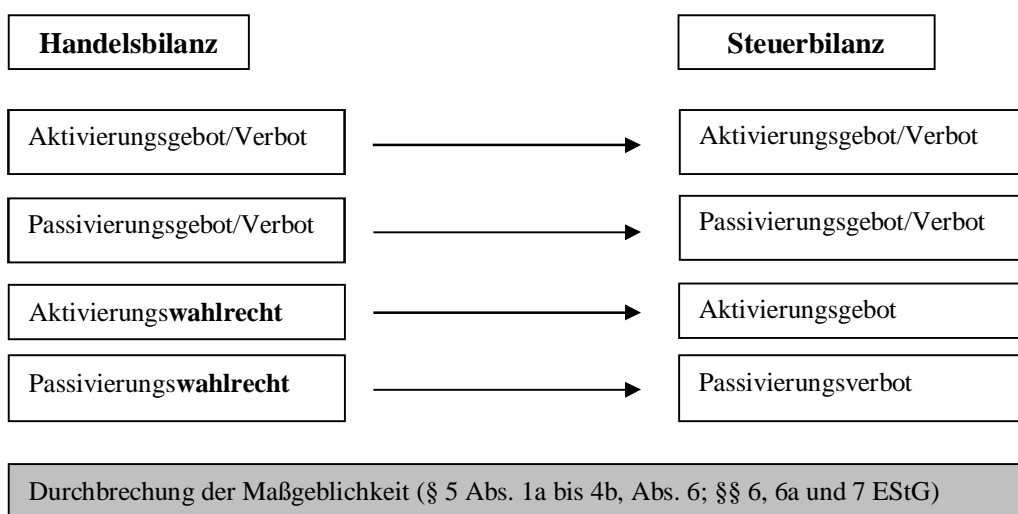 Handelsbilanz Steuerbilanz
Aktivierungsgebot/Verbot Aktivierungsgebot/Verbot
Passivierungsgebot/Verbot Passivierungsgebot/Verbot
Aktivierungswahlrecht Aktivierungsgebot
Passivierungswahlrecht Passivierungsverbot
Durchbrechung der Maßgeblichkeit (§ 5 Abs. 1a bis 4b, Abs. 6; §§ 6, 6a und 7 EStG)